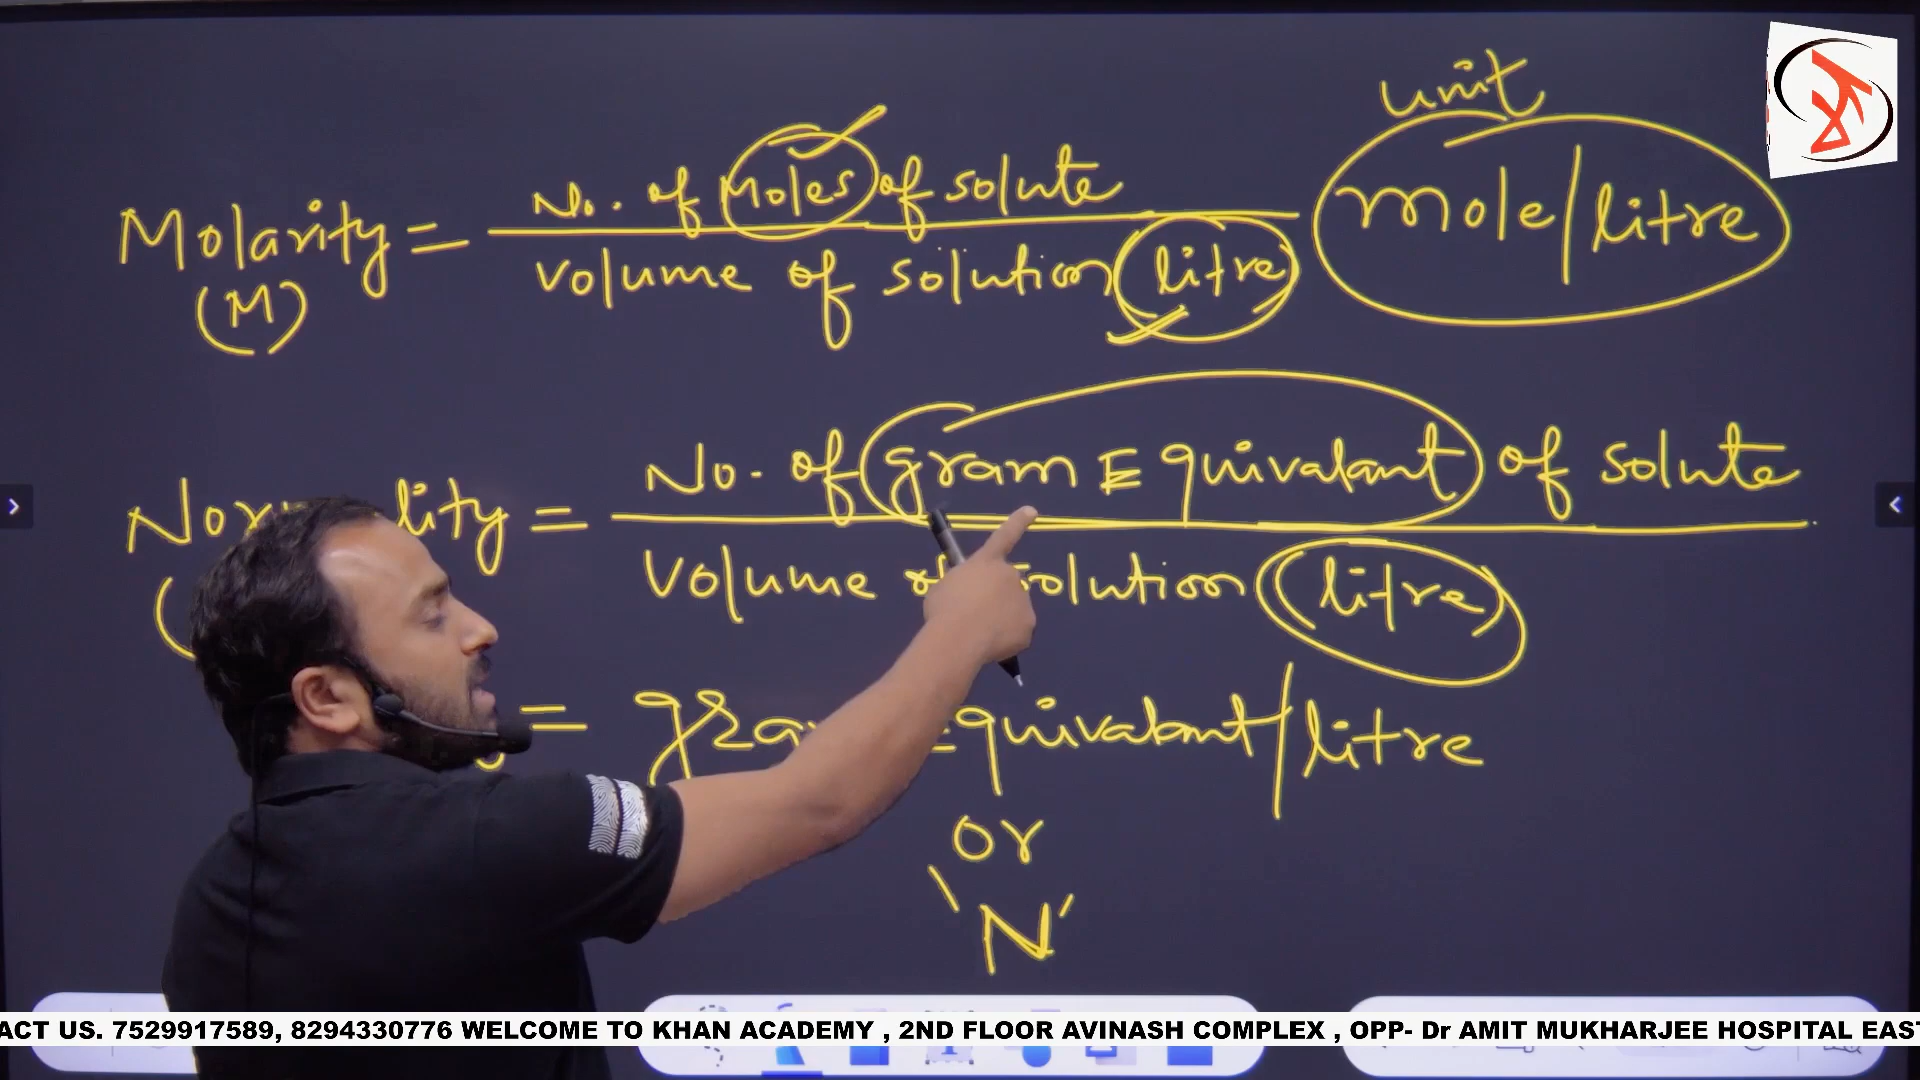 unit
No. of Moles of solute
Molarity = mole/litre
volume of solution (litre)
(M)
No. of gram Equivalant of solute
=
Volume solution (litre)
= Equivalant/litre
or
'N'
ACT US. 7529917589, 8294330776 WELCOME TO KHAN ACADEMY , 2ND FLOOR AVINASH COMPLEX , OPP- Dr AMIT MUKHARJEE HOSPITAL EAST